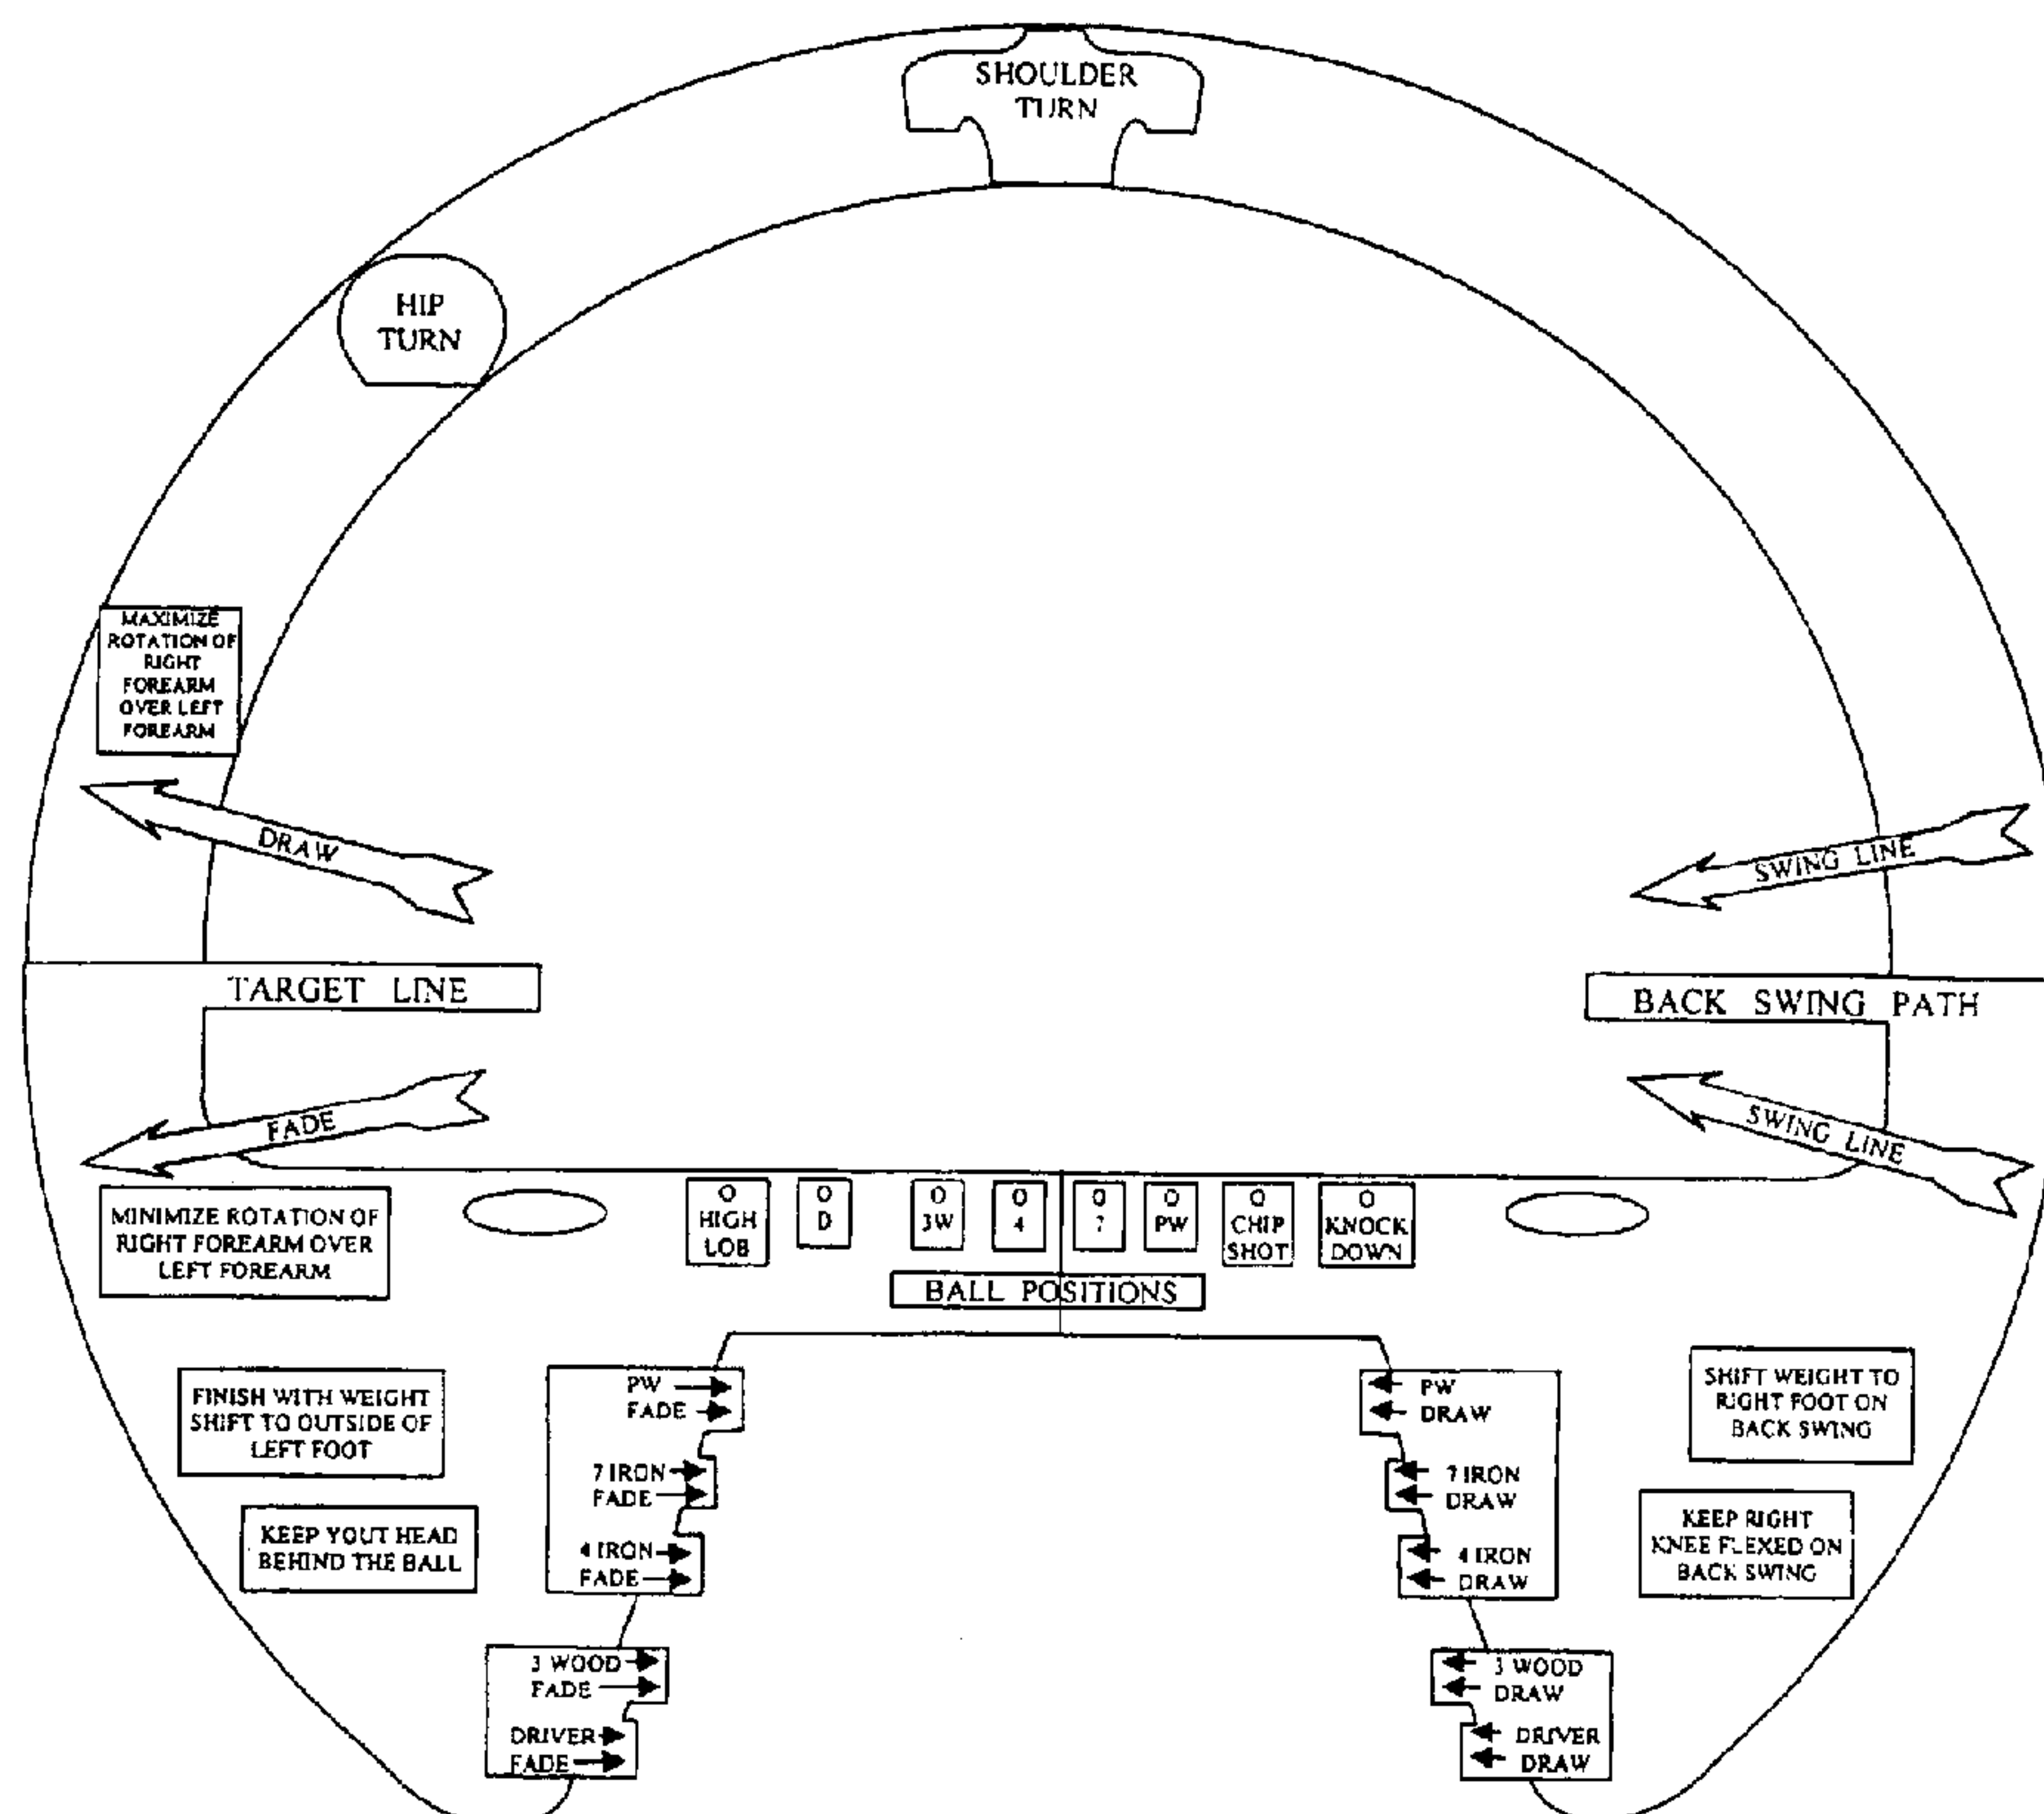 SHOULDER
TURN
HIP
TURN
MAXIMIZE
ROTATION OF
RIGHT
FOREARM
OVER LEFT
FOREARM
DRAW
SWING LINE
TARGET LINE
BACK SWING PATH
FADE
SWING LINE
MINIMIZE ROTATION OF
RIGHT FOREARM OVER
LEFT FOREARM
O
HIGH
LOB
O
D
O
3W
O
4
O
7
O
PW
O
CHIP
SHOT
O
KNOCK
DOWN
BALL POSITIONS
FINISH WITH WEIGHT
SHIFT TO OUTSIDE OF
LEFT FOOT
KEEP YOUT HEAD
BEHIND THE BALL
PW
FADE
7 IRON
FADE
4 IRON
FADE
3 WOOD
FADE
DRIVER
FADE
PW
DRAW
7 IRON
DRAW
4 IRON
DRAW
3 WOOD
DRAW
DRIVER
DRAW
SHIFT WEIGHT TO
RIGHT FOOT ON
BACK SWING
KEEP RIGHT
KNEE FLEXED ON
BACK SWING